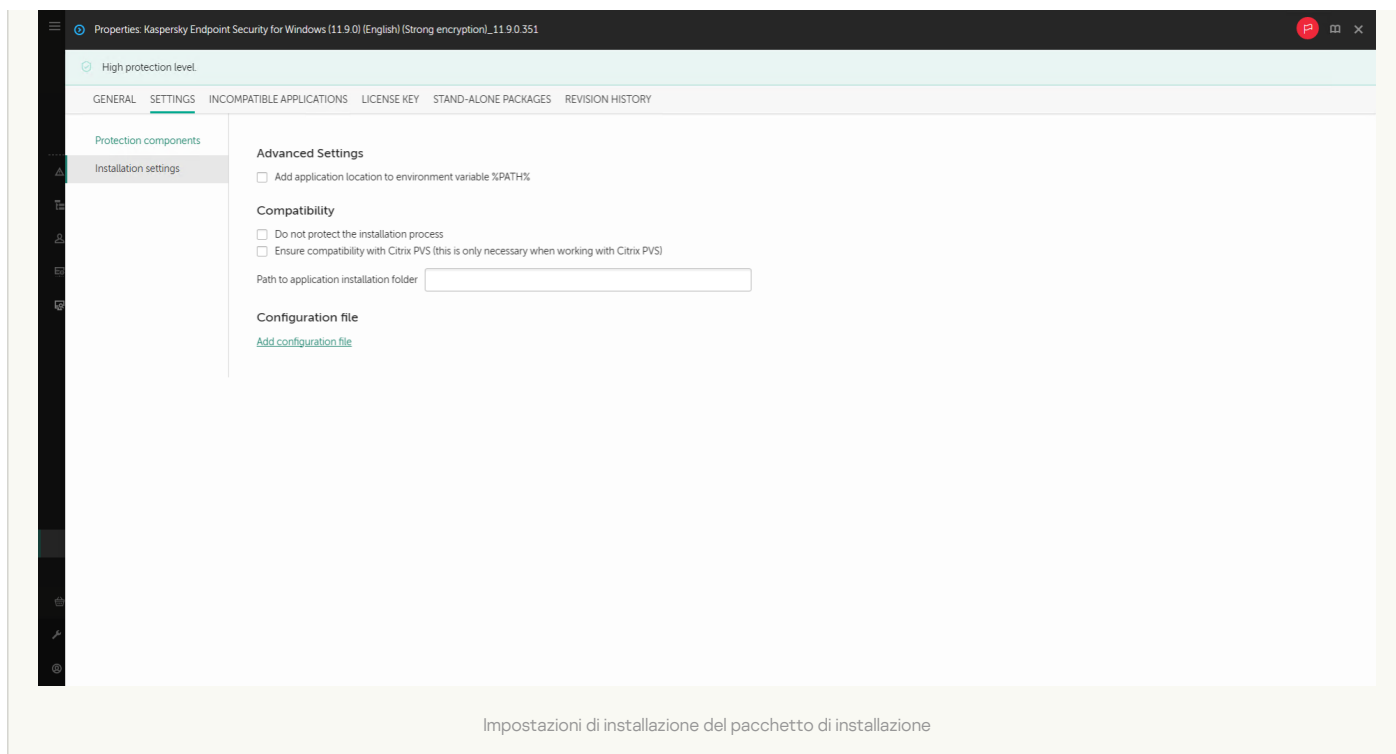 Properties: Kaspersky Endpoint Security for Windows (11.9.0) (English) (Strong encryption)_11.9.0.351
High protection level.
GENERAL SETTINGS INCOMPATIBLE APPLICATIONS LICENSE KEY STAND-ALONE PACKAGES REVISION HISTORY
Protection components
Installation settings
Advanced Settings
Add application location to environment variable %PATH%
Compatibility
Do not protect the installation process
Ensure compatibility with Citrix PVS (this is only necessary when working with Citrix PVS)
Path to application installation folder
Configuration file
Add configuration file
Impostazioni di installazione del pacchetto di installazione